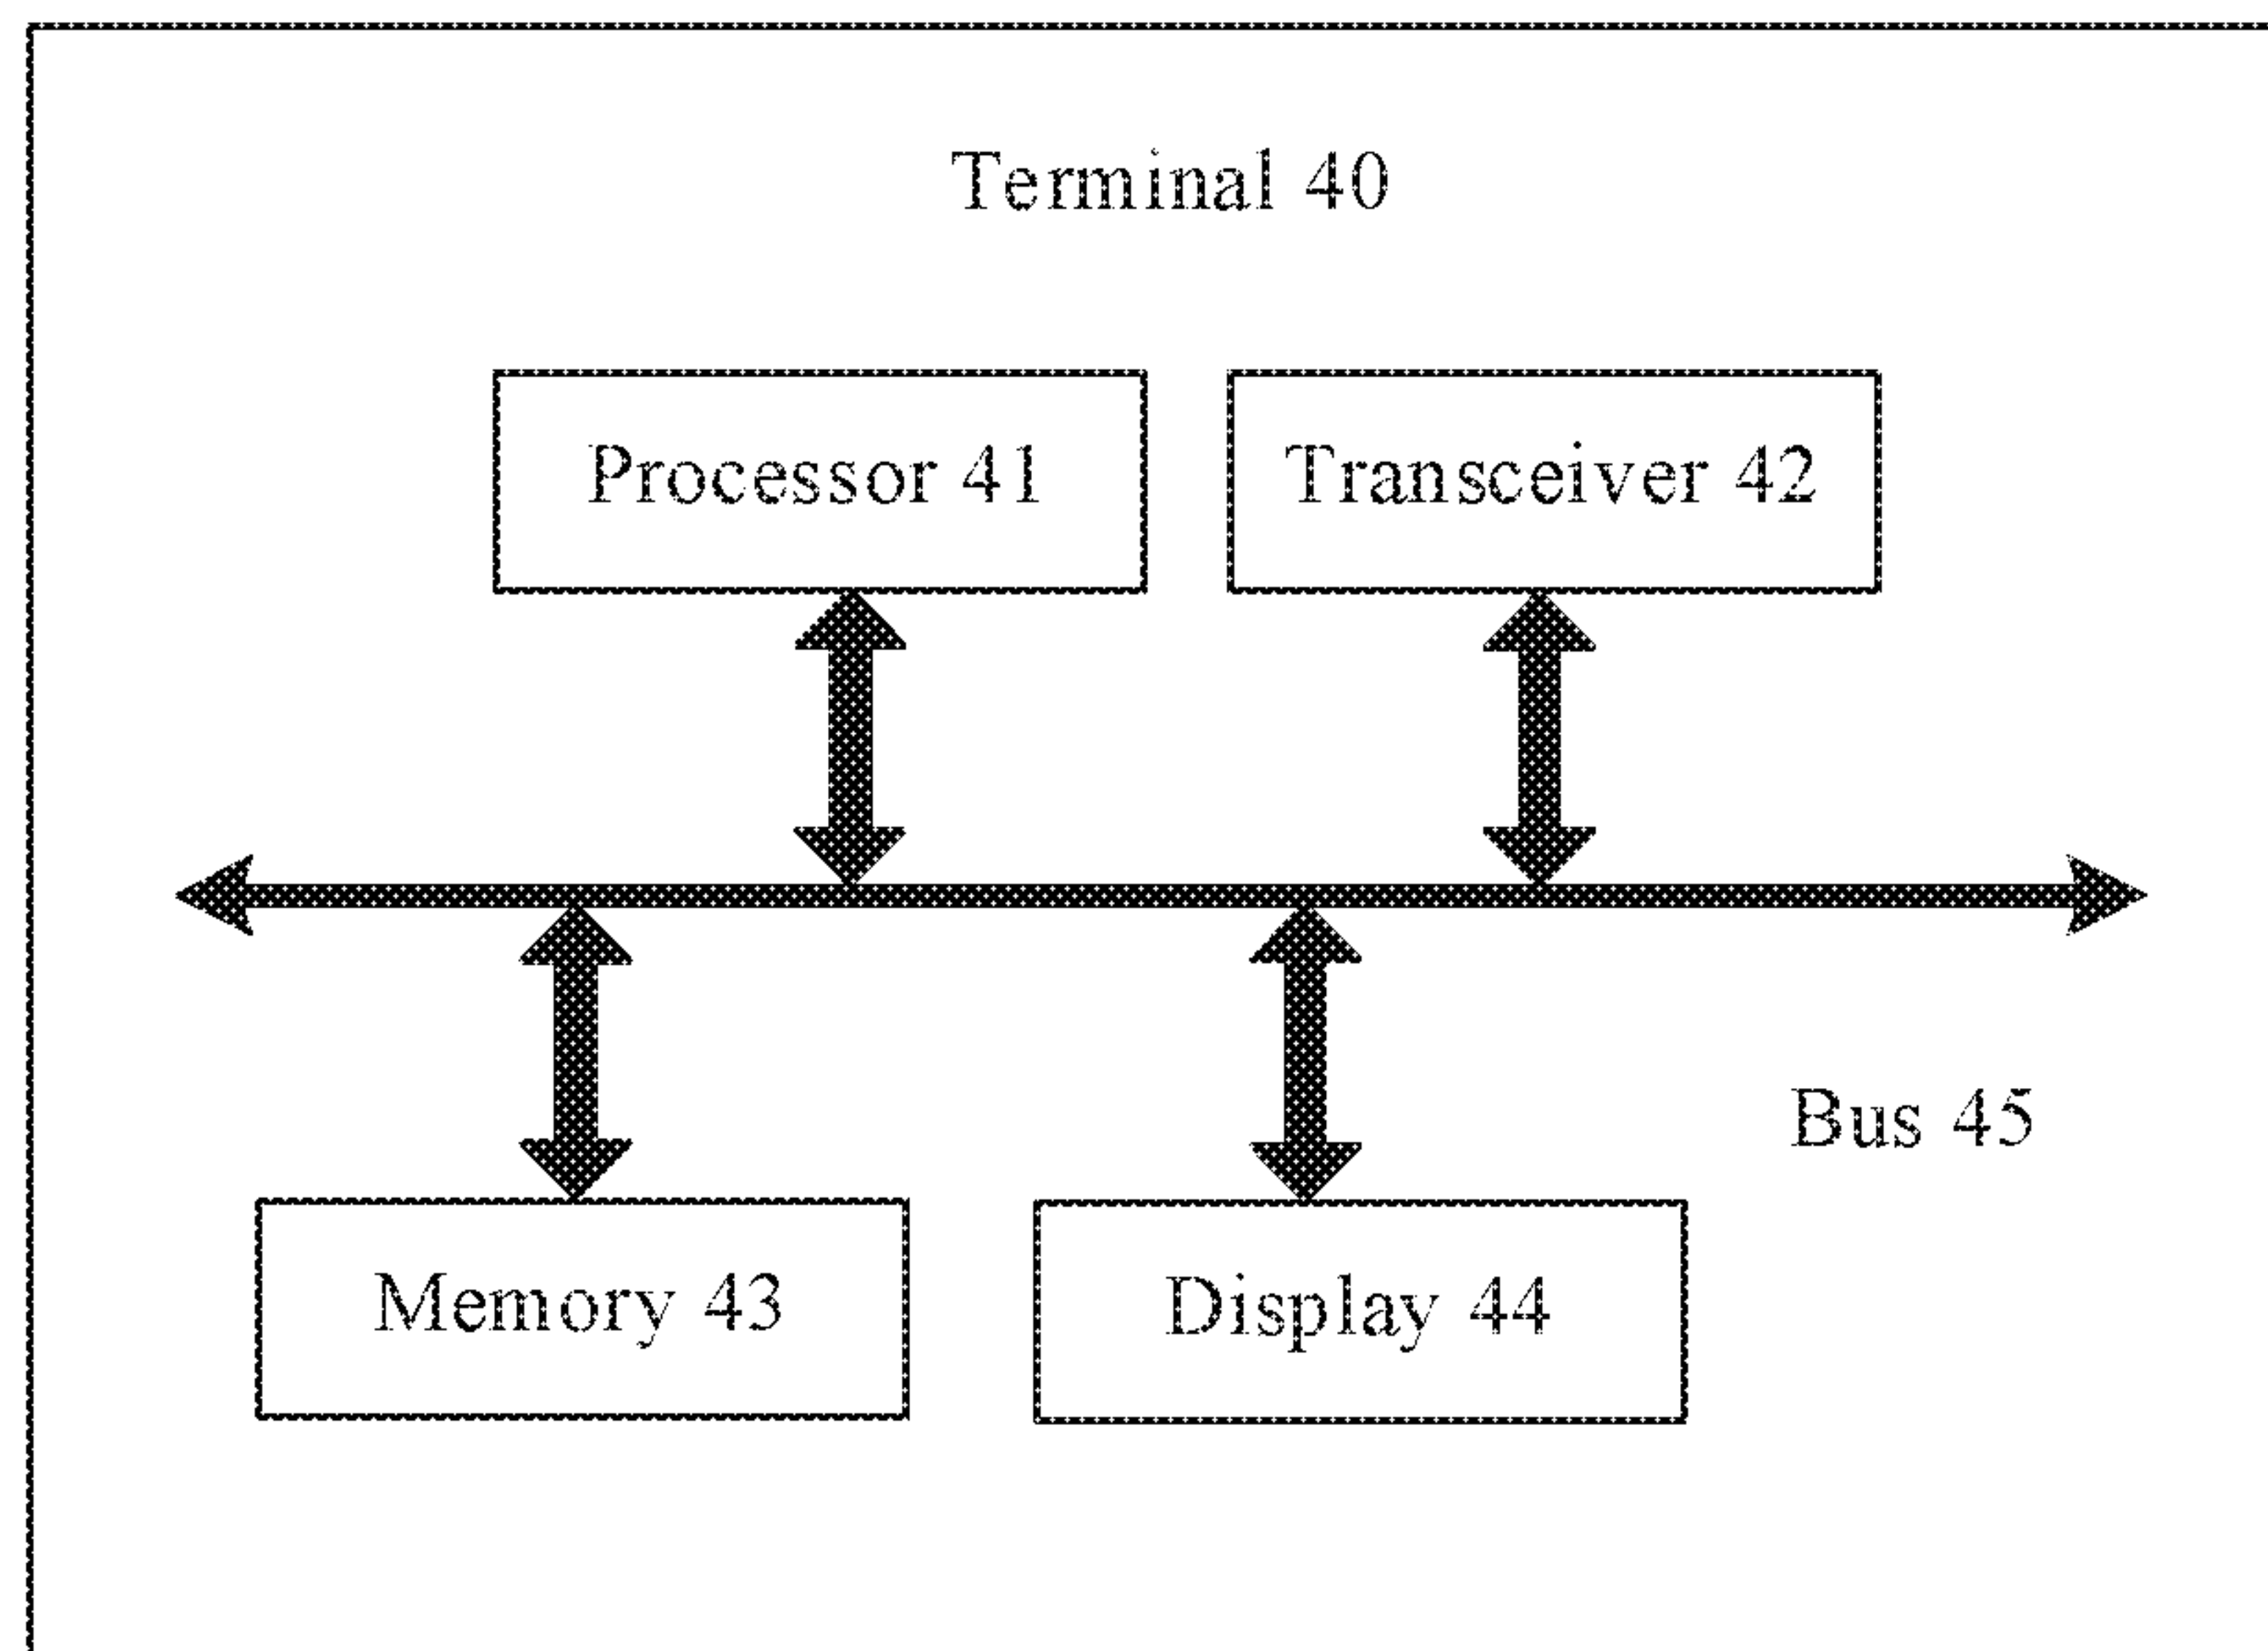 Terminal 40
Processor 41
Transceiver 42
Bus 45
Memory 43
Display 44